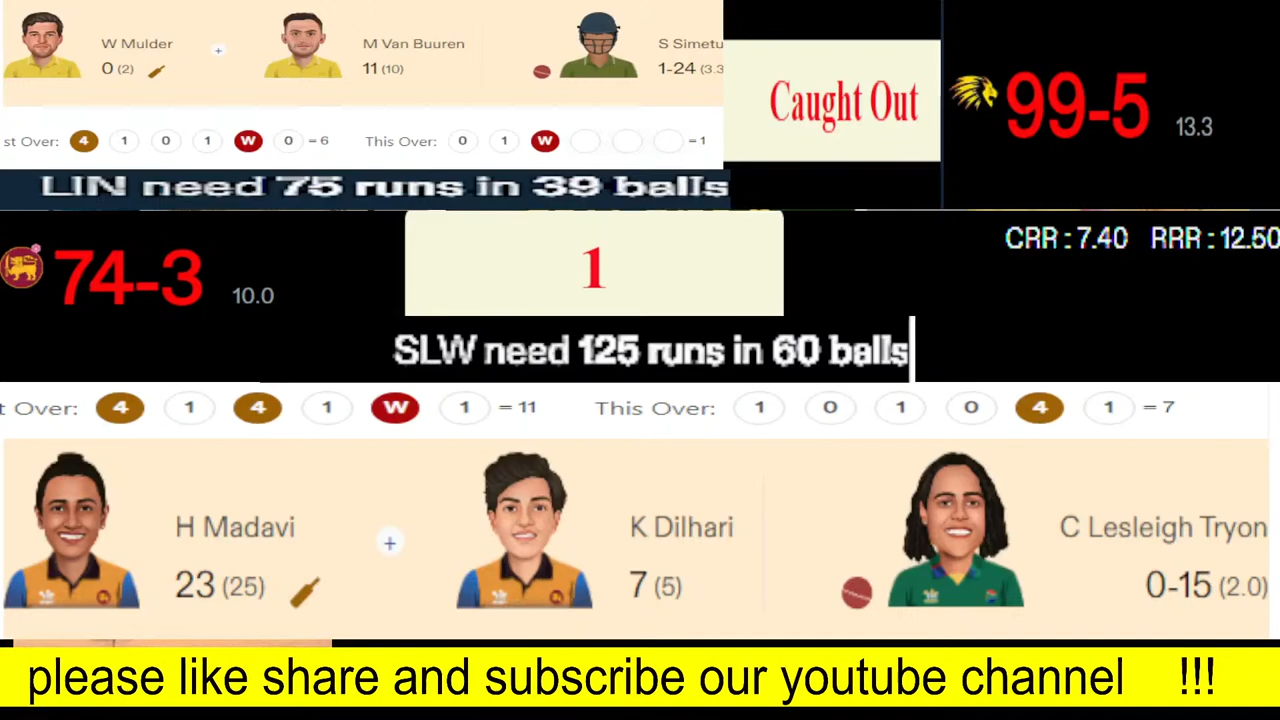 W Mulder
0 (2)
+
M Van Buuren
11 (10)
S Simetu
1-24 (3.3
Caught Out
99-5 13.3
st Over: 4 1 0 1 W 0 = 6 This Over: 0 1 W = 1
LIN need 75 runs in 39 balls
74-3 10.0
1
CRR : 7.40 RRR : 12.50
SLW need 125 runs in 60 balls
t Over: 4 1 4 1 W 1 = 11 This Over: 1 0 1 0 4 1 = 7
H Madavi
23 (25)
+
K Dilhari
7 (5)
C Lesleigh Tryon
0-15 (2.0)
please like share and subscribe our youtube channel !!!